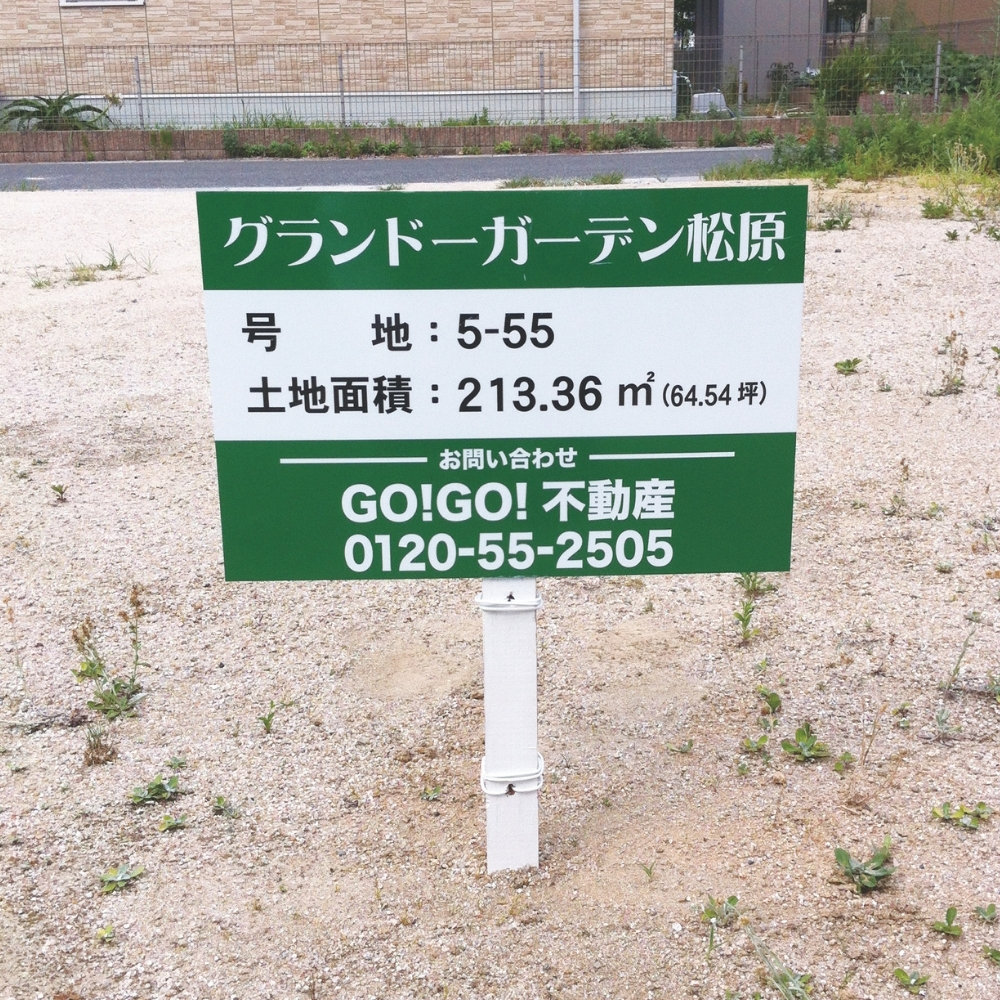 グランドーガーデン松原
号　　地：5-55
土地面積：213.36 ㎡(64.54 坪)
お問い合わせ
GO!GO! 不動産
0120-55-2505